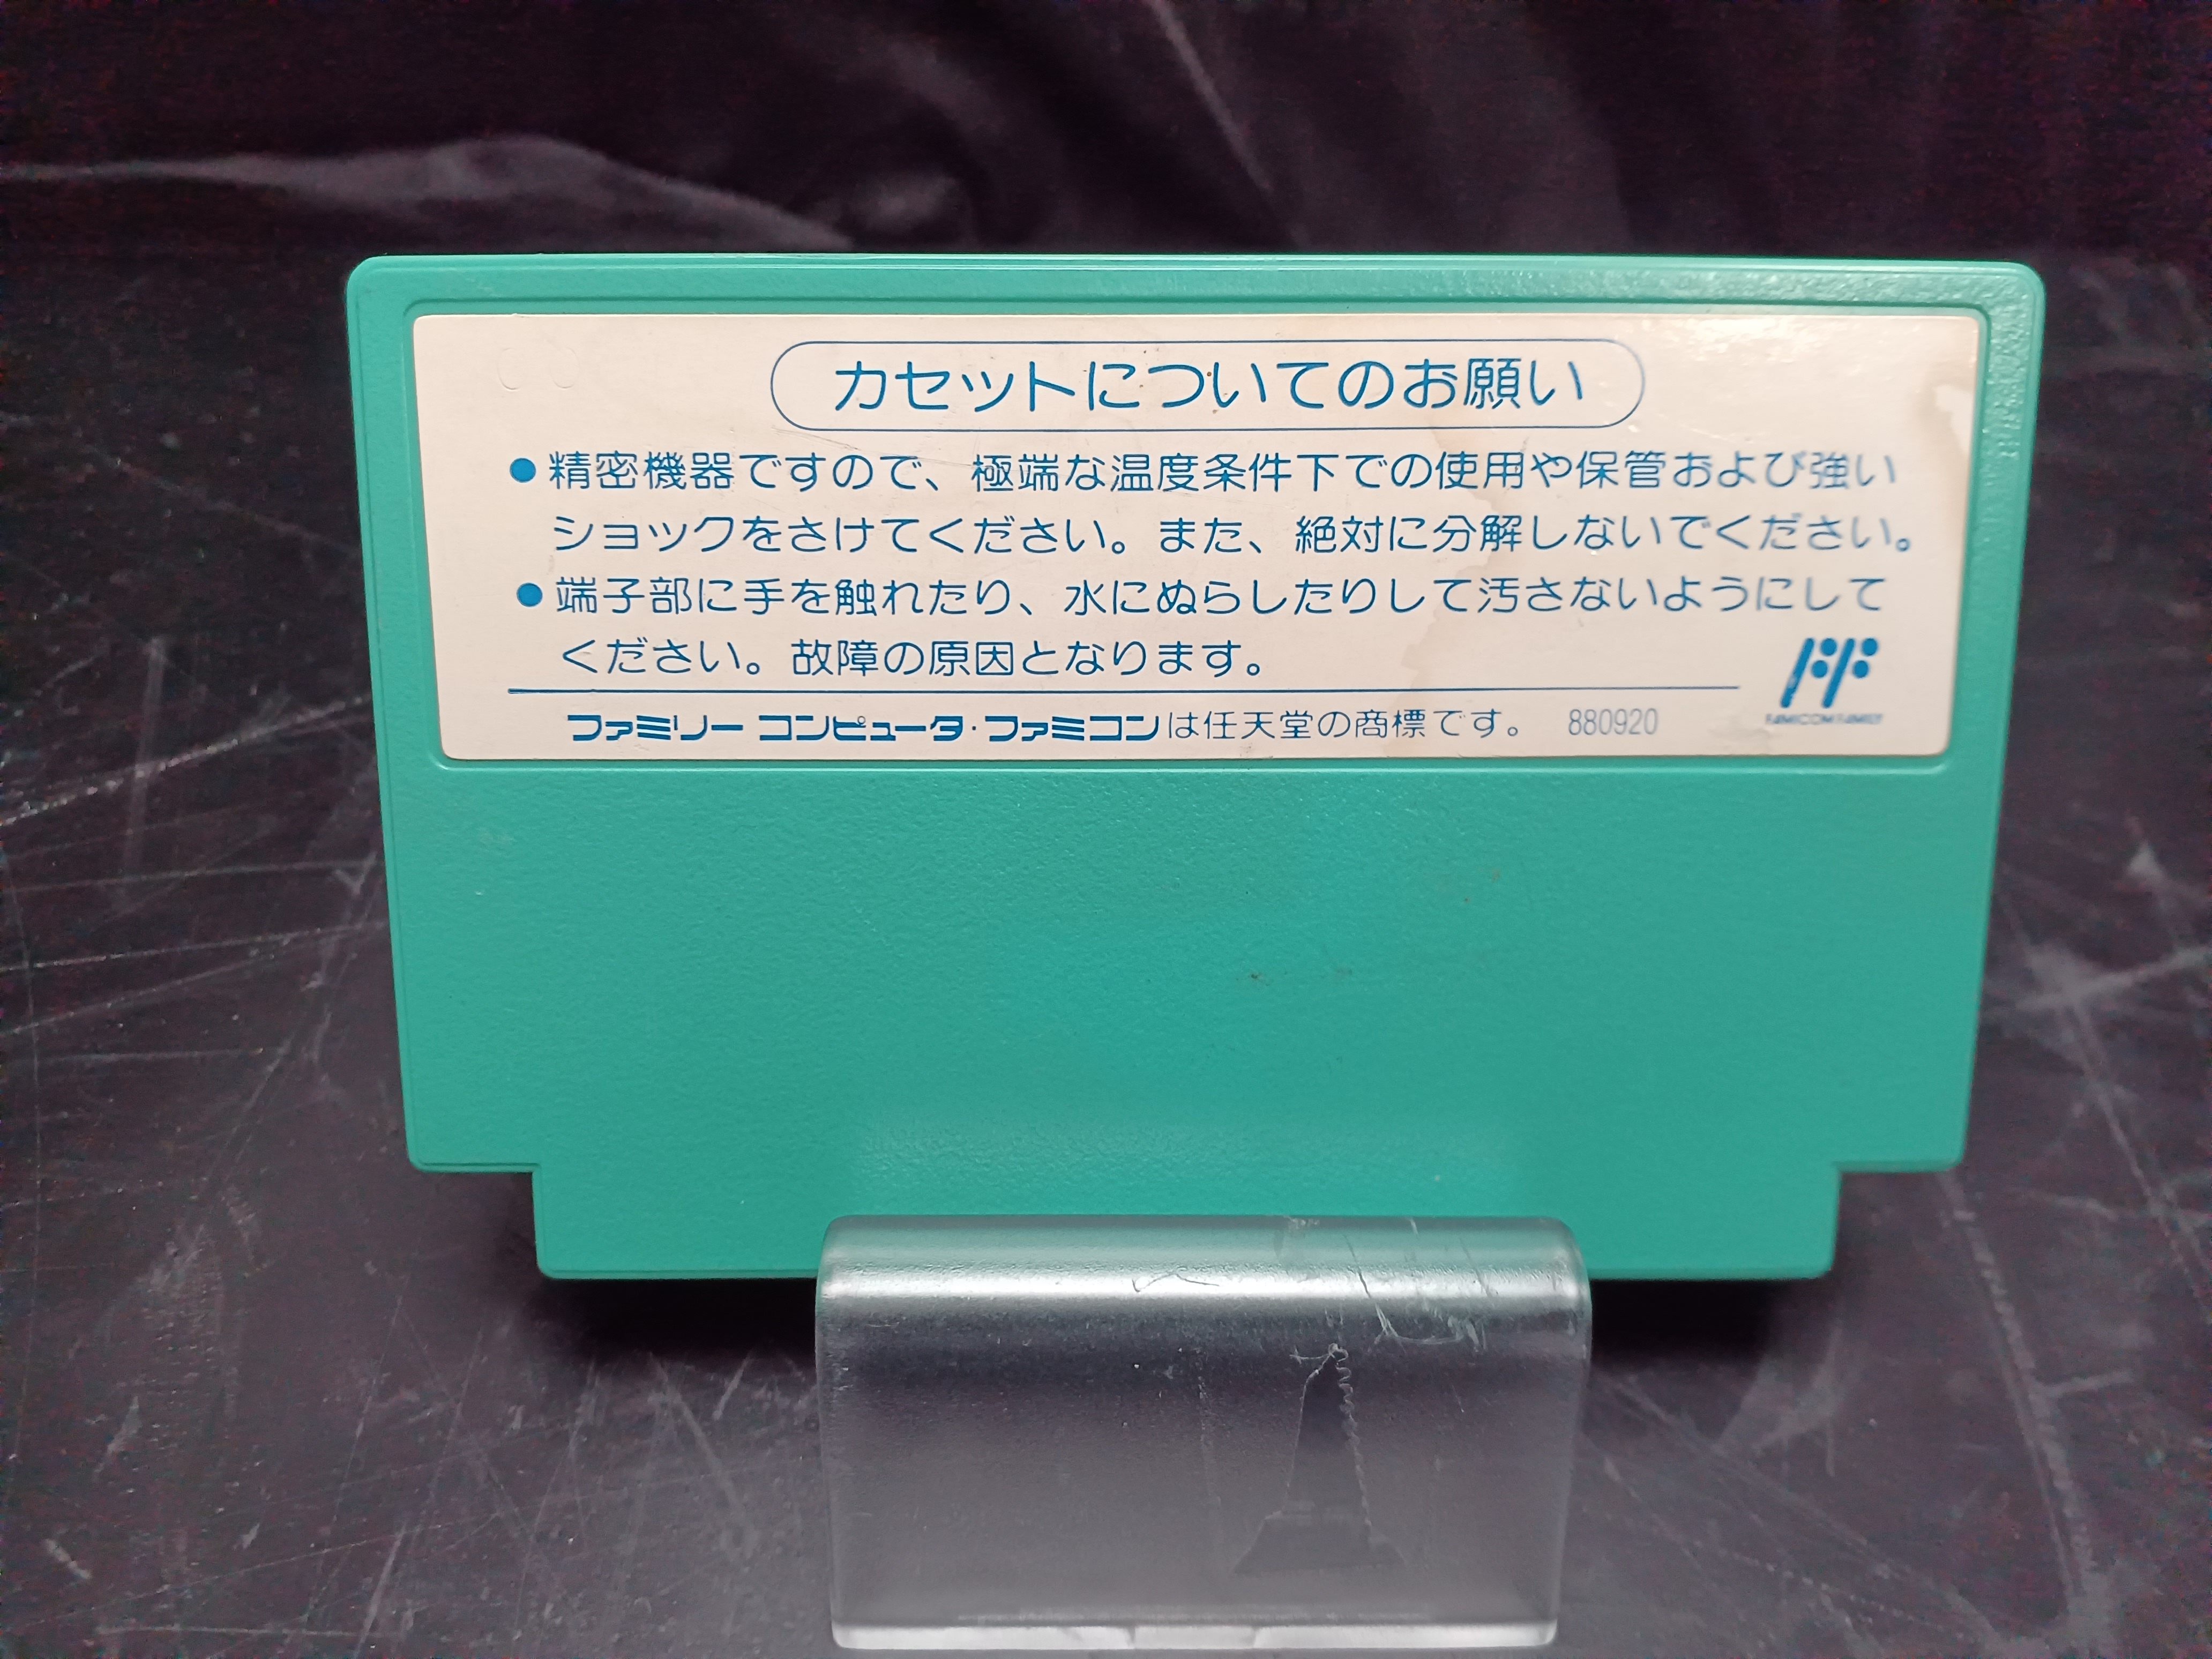 カセットについてのお願い
●精密機器ですので、極端な温度条件下での使用や保管および強い
ショックをさけてください。また、絶対に分解しないでください。
●端子部に手を触れたり、水にぬらしたりして汚さないようにして
ください。故障の原因となります。
FAMICOM FAMILY
ファミリー コンピュータ・ファミコンは任天堂の商標です。 880920